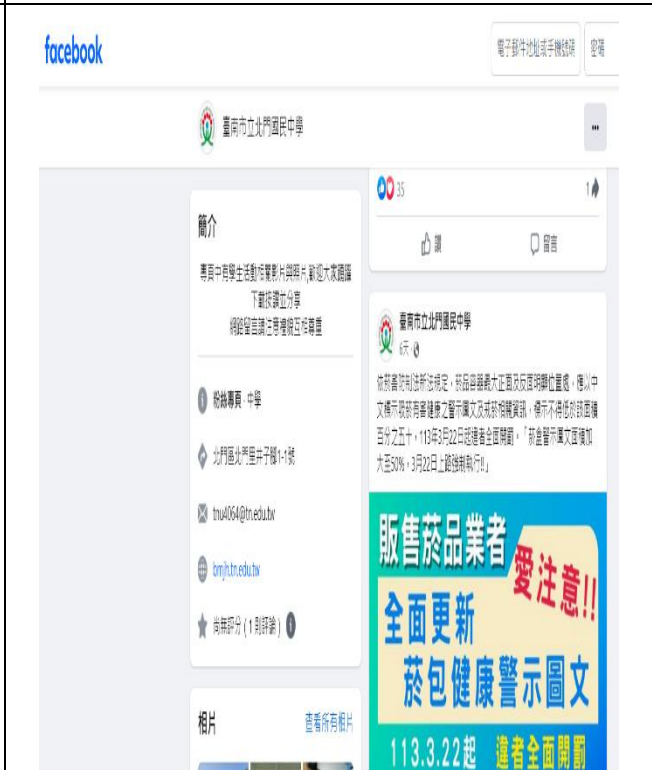 facebook
電子郵件地址或手機號碼
密碼
臺南市立北門國民中學
簡介
專頁中有學生活動相關影片與照片,歡迎大家踴躍
下載按讚並分享
網路留言請注意禮貌互相尊重
粉絲專頁 · 中學
北門區北門里井子腳1-1號
tnu4064@tn.edu.tw
bmjh.tn.edu.tw
尚無評分(1 則評論)
相片
查看所有相片
35
1
讚
留言
臺南市立北門國民中學
6天
依菸害防制法新法規定,菸品容器最大正面及反面明顯位置處,應以中
文標示吸菸有害健康之警示圖文及戒菸相關資訊,標示不得低於該面積
百分之五十,113年3月22日起違者全面開罰,「菸盒警示圖文面積加
大至50%,3月22日上路強制執行!!」
販售菸品業者
愛注意!!
全面更新
菸包健康警示圖文
113.3.22起 違者全面開罰